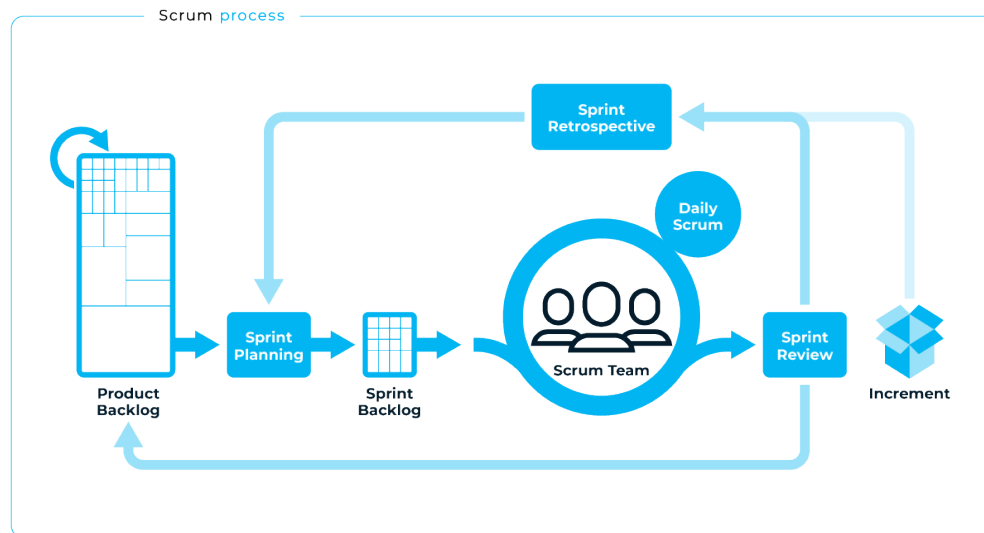 Scrum process
Sprint
Retrospective
Daily
Scrum
Sprint
Planning
Scrum Team
Sprint
Review
Product
Backlog
Sprint
Backlog
Increment